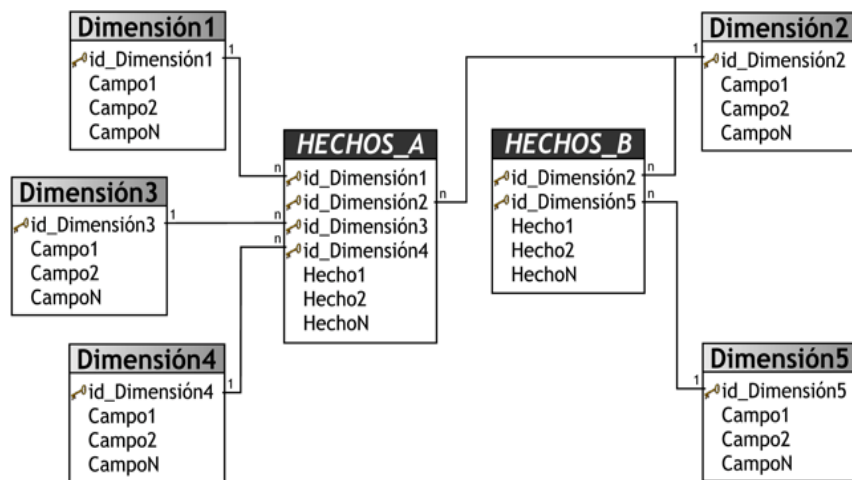 Dimensión1
id_Dimensión1
Campo1
Campo2
CampoN
1
Dimensión2
id_Dimensión2
Campo1
Campo2
CampoN
1
HECHOS_A
id_Dimensión1
id_Dimensión2
id_Dimensión3
id_Dimensión4
Hecho1
Hecho2
HechoN
n
n
n
n
HECHOS_B
id_Dimensión2
id_Dimensión5
Hecho1
Hecho2
HechoN
n
n
Dimensión3
id_Dimensión3
Campo1
Campo2
CampoN
1
Dimensión4
id_Dimensión4
Campo1
Campo2
CampoN
1
Dimensión5
id_Dimensión5
Campo1
Campo2
CampoN
1